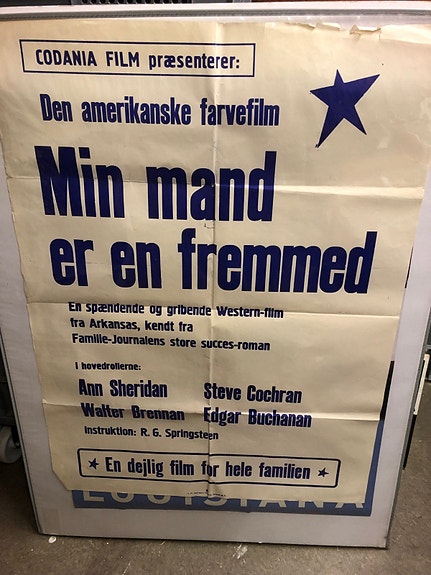 CODANIA FILM præsenterer:
Den amerikanske farvefilm
Min mand
er en fremmed
En spændende og gribende Western-film
fra Arkansas, kendt fra
Familie-Journalens store succes-roman
I hovedrollerne:
Ann Sheridan Steve Cochran
Walter Brennan Edgar Buchanan
Instruktion: R. G. Springsteen
En dejlig film for hele familien
LOUISIANA